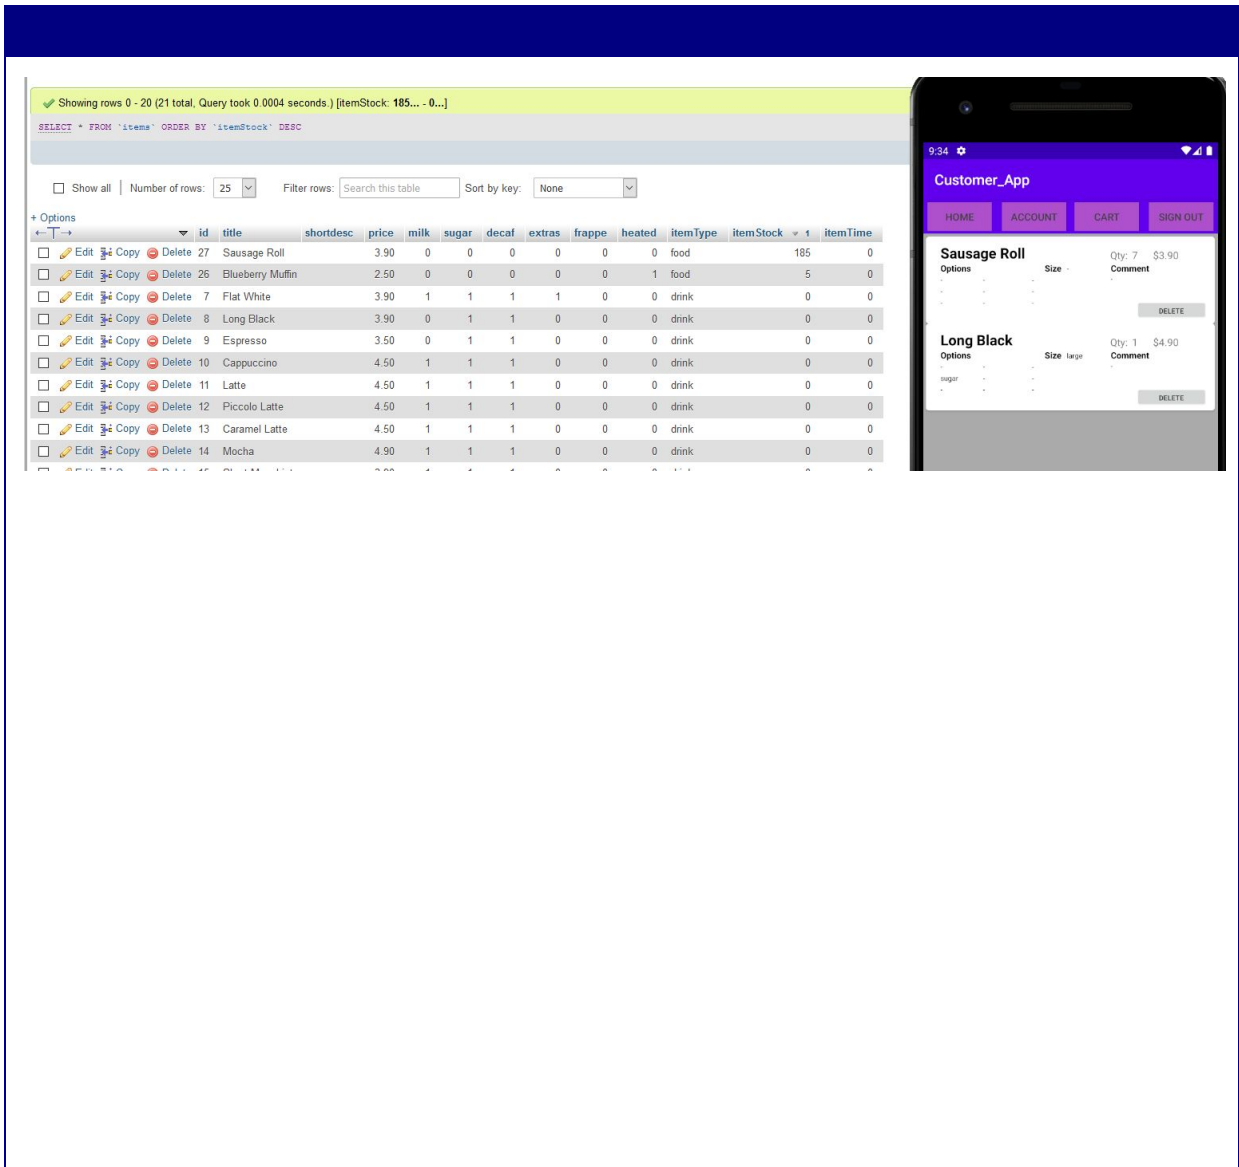 Showing rows 0 - 20 (21 total, Query took 0.0004 seconds.) [itemStock: 185... - 0...]
SELECT * FROM `items` ORDER BY `itemStock` DESC
Show all | Number of rows: 25 Filter rows: Search this table Sort by key: None
+ Options
←T→ id title shortdesc price milk sugar decaf extras frappe heated itemType itemStock 1 itemTime
Edit Copy Delete 27 Sausage Roll 3.90 0 0 0 0 0 0 food 185 0
Edit Copy Delete 26 Blueberry Muffin 2.50 0 0 0 0 0 1 food 5 0
Edit Copy Delete 7 Flat White 3.90 1 1 1 1 0 0 drink 0 0
Edit Copy Delete 8 Long Black 3.90 0 1 1 0 0 0 drink 0 0
Edit Copy Delete 9 Espresso 3.50 0 1 1 0 0 0 drink 0 0
Edit Copy Delete 10 Cappuccino 4.50 1 1 1 0 0 0 drink 0 0
Edit Copy Delete 11 Latte 4.50 1 1 1 0 0 0 drink 0 0
Edit Copy Delete 12 Piccolo Latte 4.50 1 1 1 0 0 0 drink 0 0
Edit Copy Delete 13 Caramel Latte 4.50 1 1 1 0 0 0 drink 0 0
Edit Copy Delete 14 Mocha 4.90 1 1 1 0 0 0 drink 0 0
9:34
Customer_App
HOME ACCOUNT CART SIGN OUT
Sausage Roll Qty: 7 $3.90
Options Size - Comment
- - - -
- - -
- - -
DELETE
Long Black Qty: 1 $4.90
Options Size large Comment
- - - -
sugar - -
- - -
DELETE